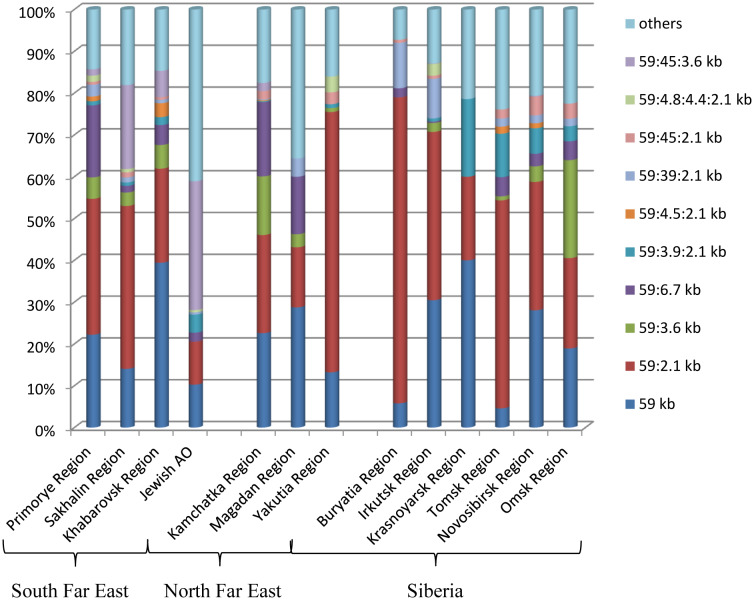 100%
90%
80%
70%
60%
50%
40%
30%
20%
10%
0%
others
59:45:3.6 kb
59:4.8:4.4:2.1 kb
59:45:2.1 kb
59:39:2.1 kb
59:4.5:2.1 kb
59:3.9:2.1 kb
59:6.7 kb
59:3.6 kb
59:2.1 kb
59 kb
Primorye Region
Sakhalin Region
Khabarovsk Region
Jewish AO
Kamchatka Region
Magadan Region
Yakutia Region
Buryatia Region
Irkutsk Region
Krasnoyarsk Region
Tomsk Region
Novosibirsk Region
Omsk Region
South Far East
North Far East
Siberia